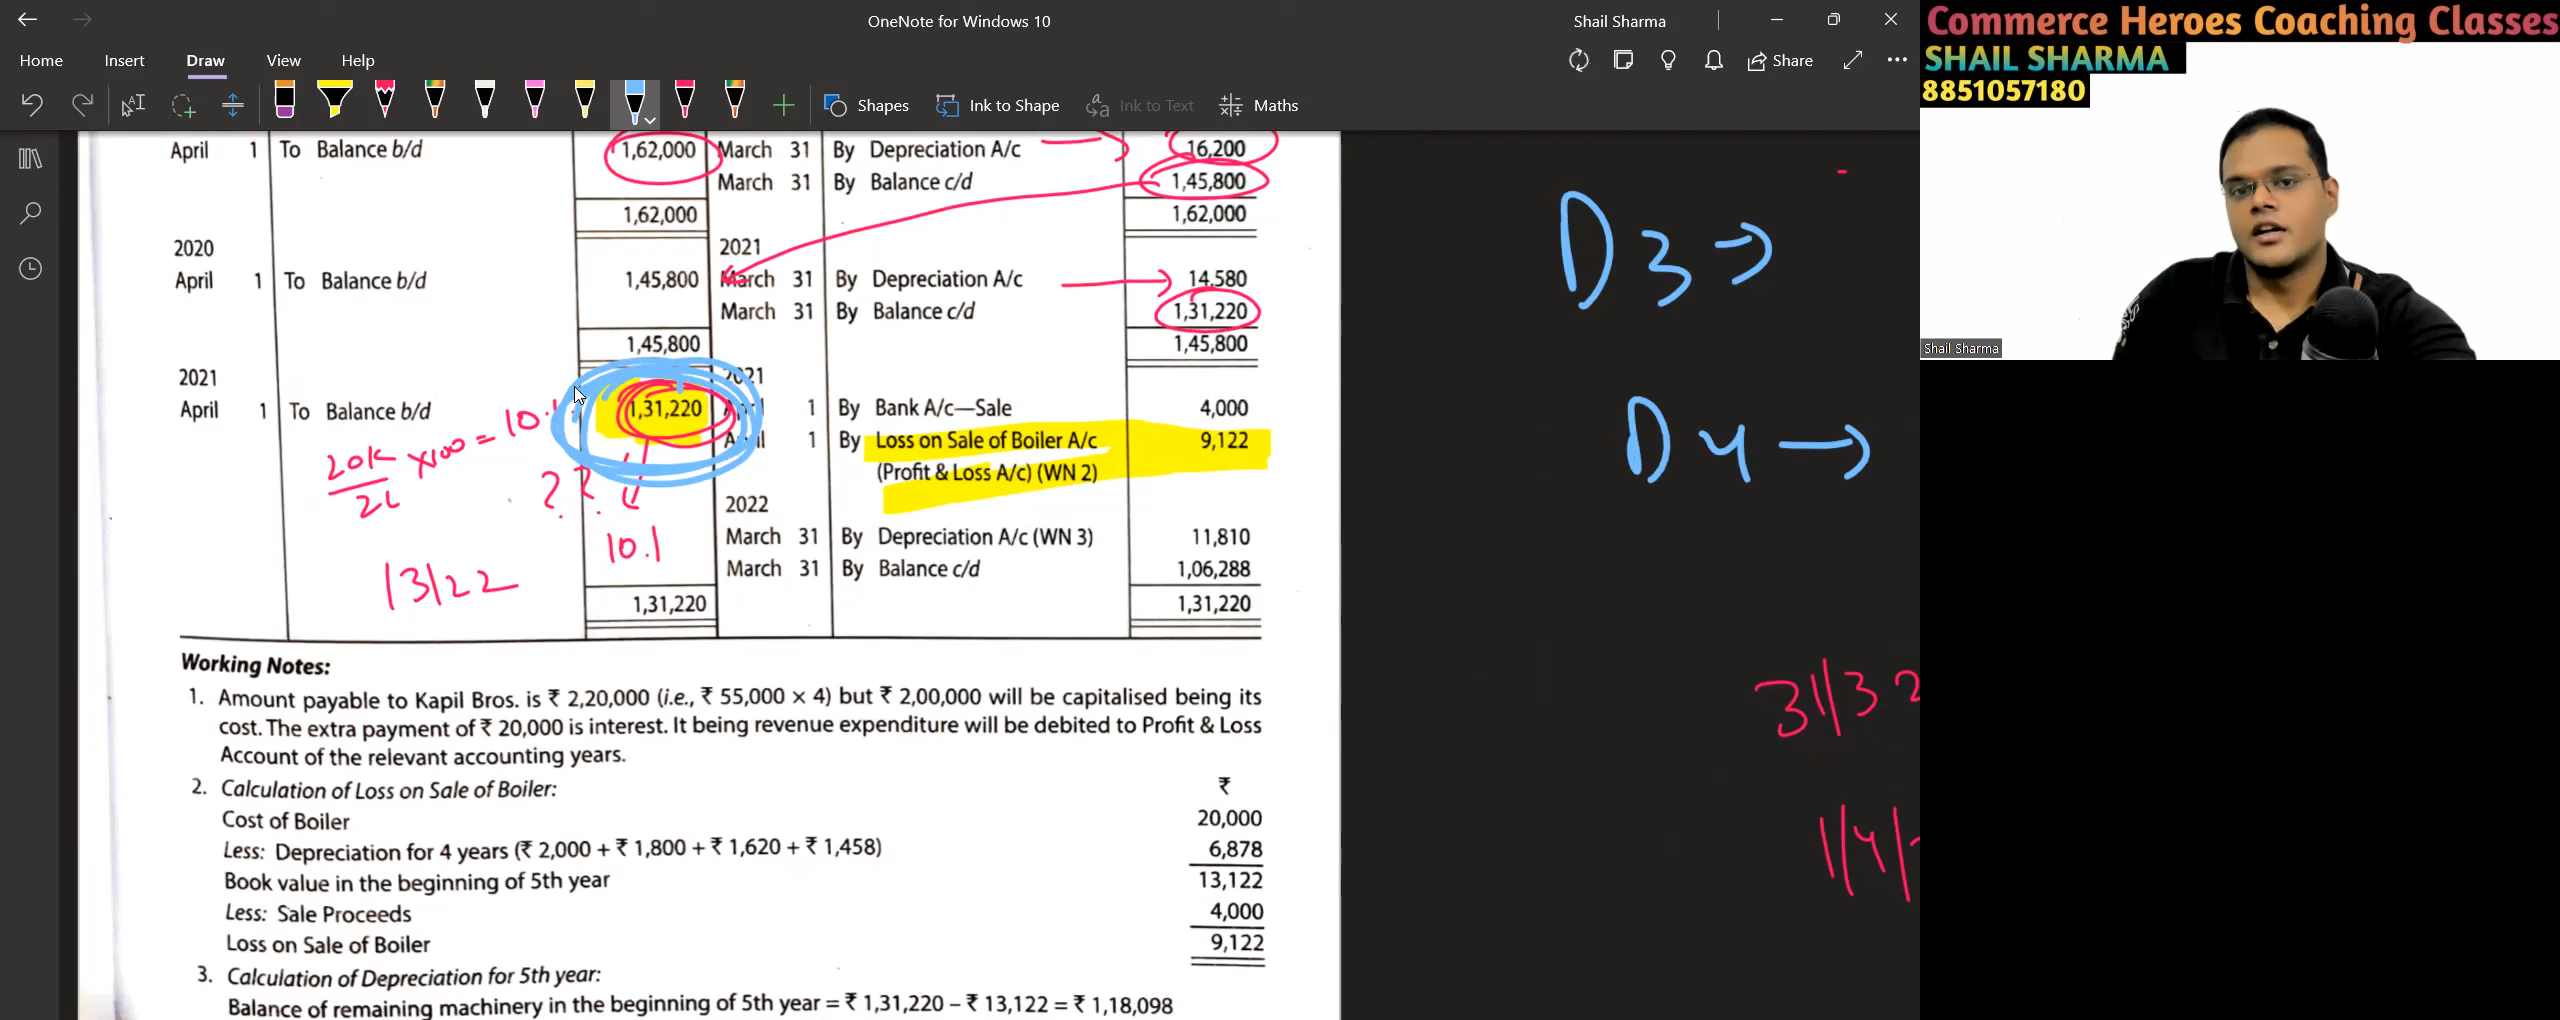 OneNote for Windows 10
Shail Sharma
Home Insert Draw View Help
Share
Shapes Ink to Shape Ink to Text Maths
Commerce Heroes Coaching Classes
SHAIL SHARMA
8851057180
Shail Sharma
April 1 To Balance b/d 1,62,000 March 31 By Depreciation A/c 16,200
March 31 By Balance c/d 1,45,800
1,62,000 1,62,000
2020 2021
April 1 To Balance b/d 1,45,800 March 31 By Depreciation A/c 14,580
March 31 By Balance c/d 1,31,220
1,45,800 1,45,800
2021 2021
April 1 To Balance b/d 1,31,220 April 1 By Bank A/c—Sale 4,000
April 1 By Loss on Sale of Boiler A/c 9,122
(Profit & Loss A/c) (WN 2)
2022
March 31 By Depreciation A/c (WN 3) 11,810
March 31 By Balance c/d 1,06,288
1,31,220 1,31,220
20K/2L ×100 = 10
? ?
10.1
13122
D3 →
D4 →
31/3
1/4/
Working Notes:
1. Amount payable to Kapil Bros. is ₹ 2,20,000 (i.e., ₹ 55,000 × 4) but ₹ 2,00,000 will be capitalised being its
cost. The extra payment of ₹ 20,000 is interest. It being revenue expenditure will be debited to Profit & Loss
Account of the relevant accounting years.
2. Calculation of Loss on Sale of Boiler: ₹
Cost of Boiler 20,000
Less: Depreciation for 4 years (₹ 2,000 + ₹ 1,800 + ₹ 1,620 + ₹ 1,458) 6,878
Book value in the beginning of 5th year 13,122
Less: Sale Proceeds 4,000
Loss on Sale of Boiler 9,122
3. Calculation of Depreciation for 5th year:
Balance of remaining machinery in the beginning of 5th year = ₹ 1,31,220 – ₹ 13,122 = ₹ 1,18,098